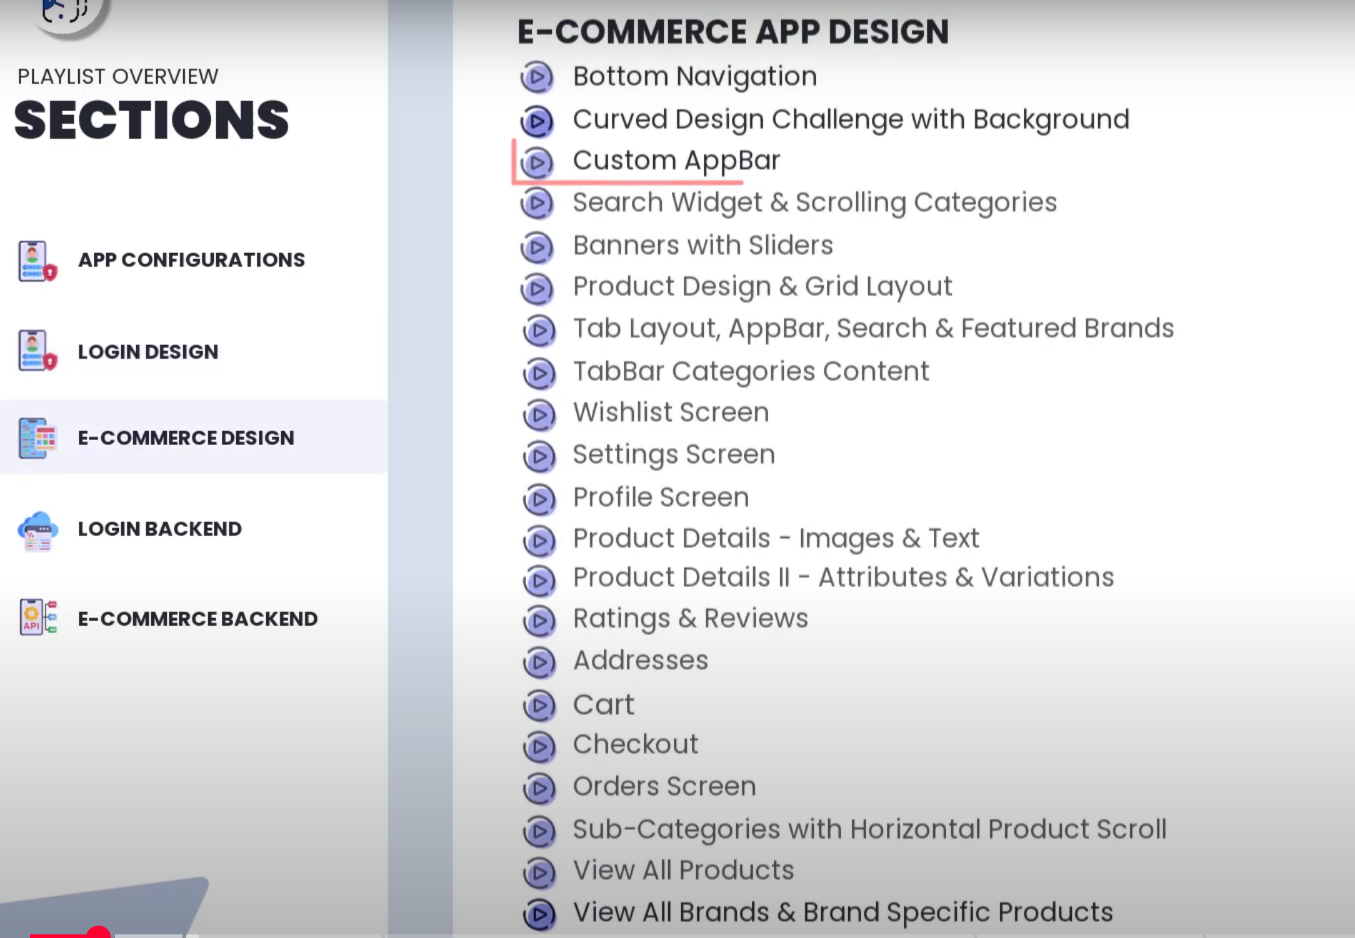 PLAYLIST OVERVIEW
SECTIONS
APP CONFIGURATIONS
LOGIN DESIGN
E-COMMERCE DESIGN
LOGIN BACKEND
E-COMMERCE BACKEND
E-COMMERCE APP DESIGN
Bottom Navigation
Curved Design Challenge with Background
Custom AppBar
Search Widget & Scrolling Categories
Banners with Sliders
Product Design & Grid Layout
Tab Layout, AppBar, Search & Featured Brands
TabBar Categories Content
Wishlist Screen
Settings Screen
Profile Screen
Product Details - Images & Text
Product Details II - Attributes & Variations
Ratings & Reviews
Addresses
Cart
Checkout
Orders Screen
Sub-Categories with Horizontal Product Scroll
View All Products
View All Brands & Brand Specific Products
API